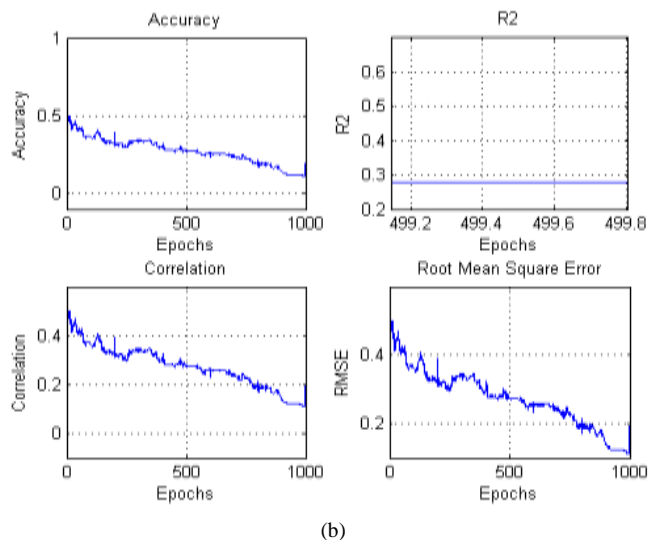 Accuracy
1
0.5
0
Accuracy
0 500 1000
Epochs
R2
0.6
0.5
0.4
0.3
0.2
R2
499.2 499.4 499.6 499.8
Epochs
Correlation
0.4
0.2
0
Correlation
0 500 1000
Epochs
Root Mean Square Error
0.4
0.2
RMSE
0 500 1000
Epochs
(b)